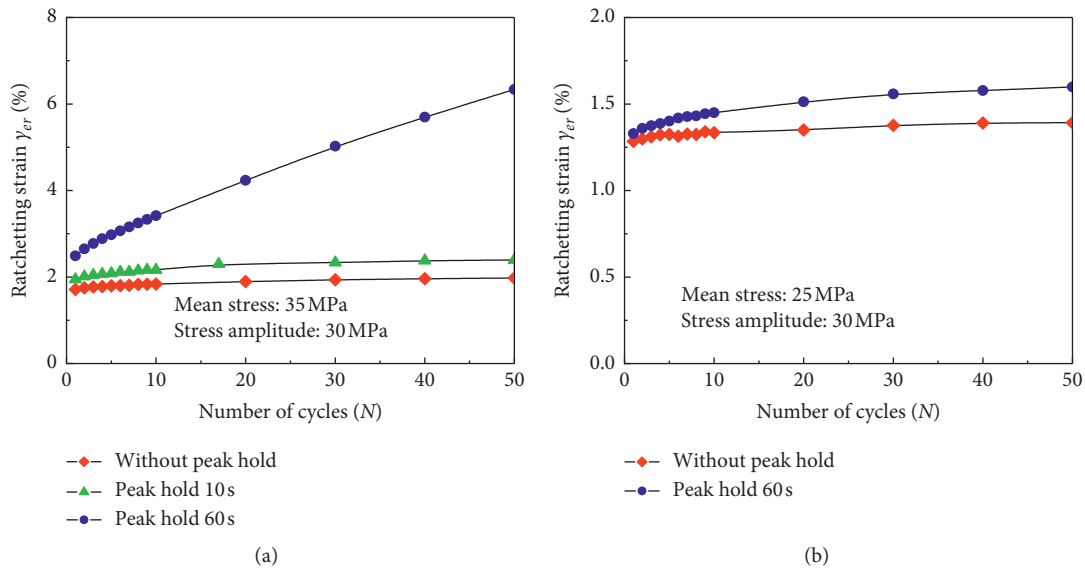 8
6
4
2
0
Ratchetting strain γer (%)
Mean stress: 35 MPa
Stress amplitude: 30 MPa
0 10 20 30 40 50
Number of cycles (N)
Without peak hold
Peak hold 10 s
Peak hold 60 s
(a)
2.0
1.5
1.0
0.5
0.0
Ratchetting strain γer (%)
Mean stress: 25 MPa
Stress amplitude: 30 MPa
0 10 20 30 40 50
Number of cycles (N)
Without peak hold
Peak hold 60 s
(b)